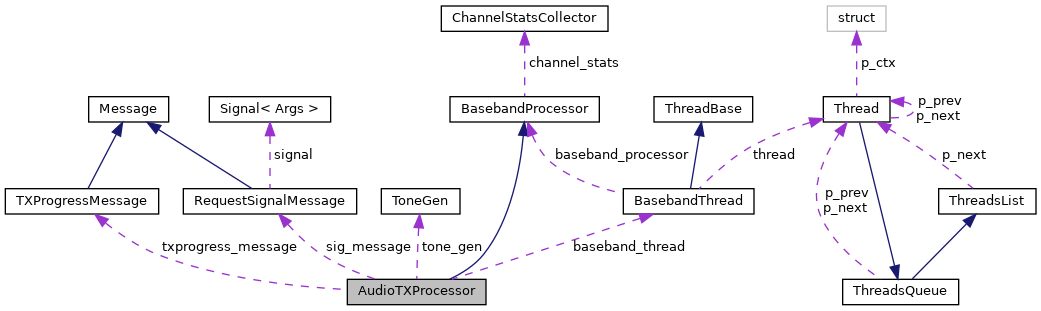 ChannelStatsCollector
struct
channel_stats
p_ctx
Message
Signal< Args >
BasebandProcessor
ThreadBase
Thread
p_prev
p_next
signal
baseband_processor
thread
p_next
TXProgressMessage
RequestSignalMessage
ToneGen
BasebandThread
p_prev
p_next
ThreadsList
txprogress_message
sig_message
tone_gen
baseband_thread
AudioTXProcessor
ThreadsQueue